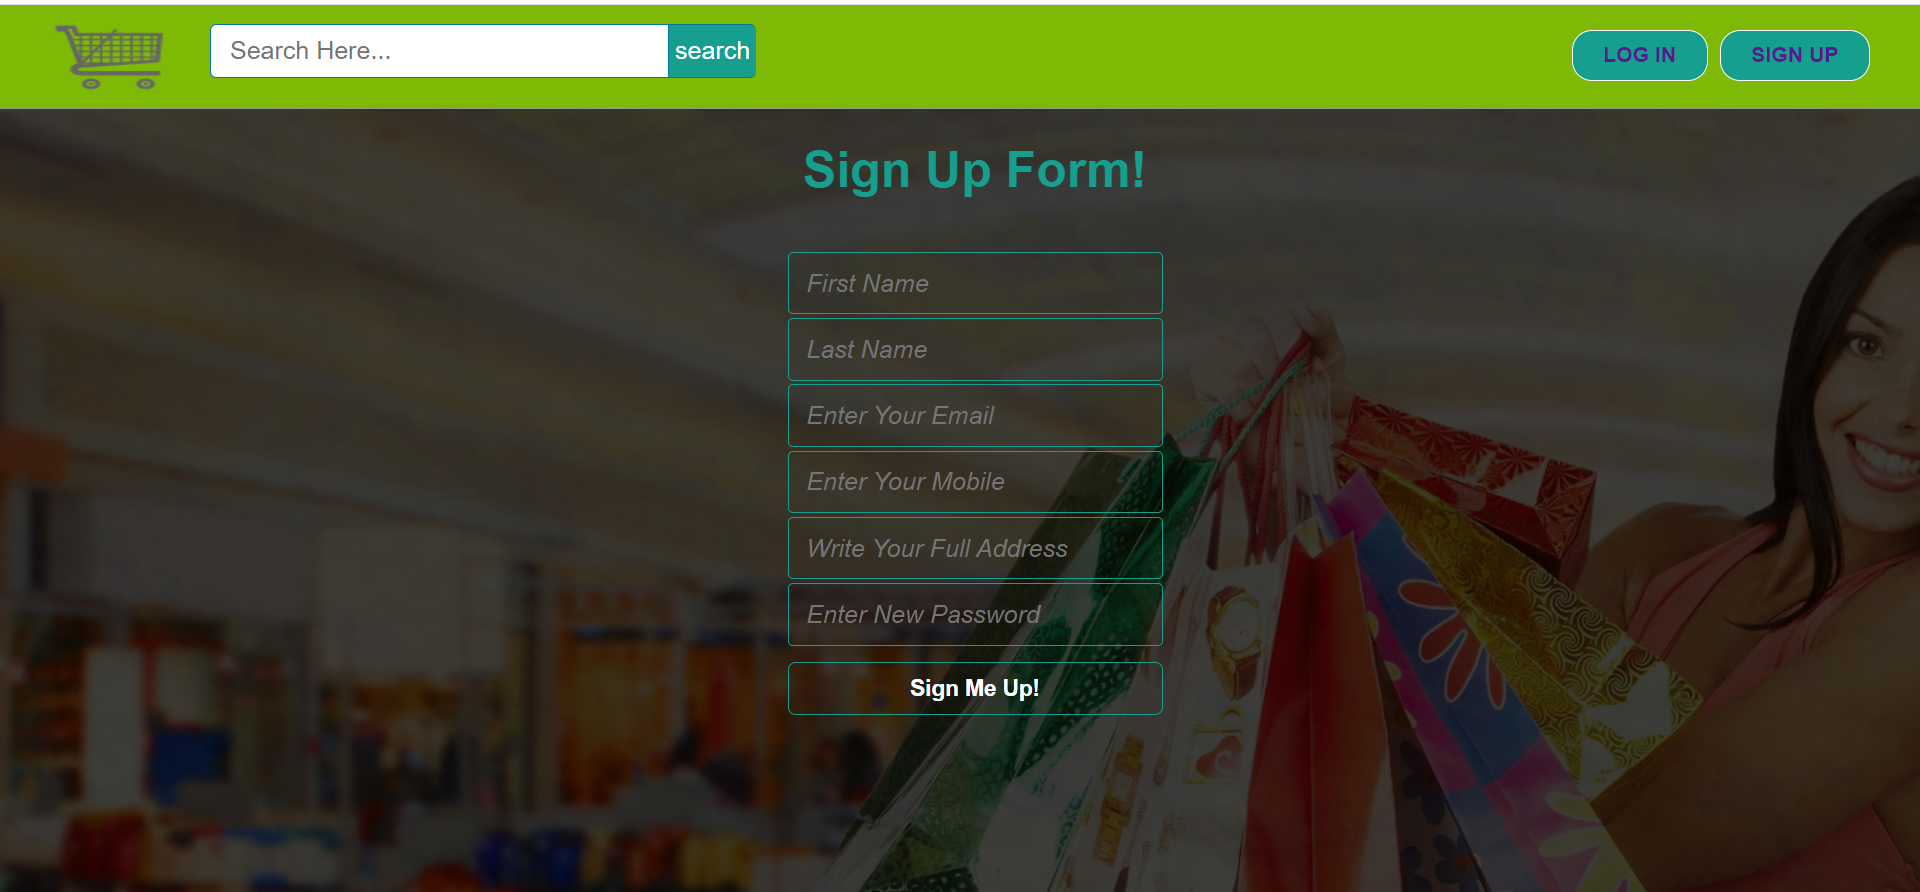 Search Here...
search
LOG IN
SIGN UP
Sign Up Form!
First Name
Last Name
Enter Your Email
Enter Your Mobile
Write Your Full Address
Enter New Password
Sign Me Up!